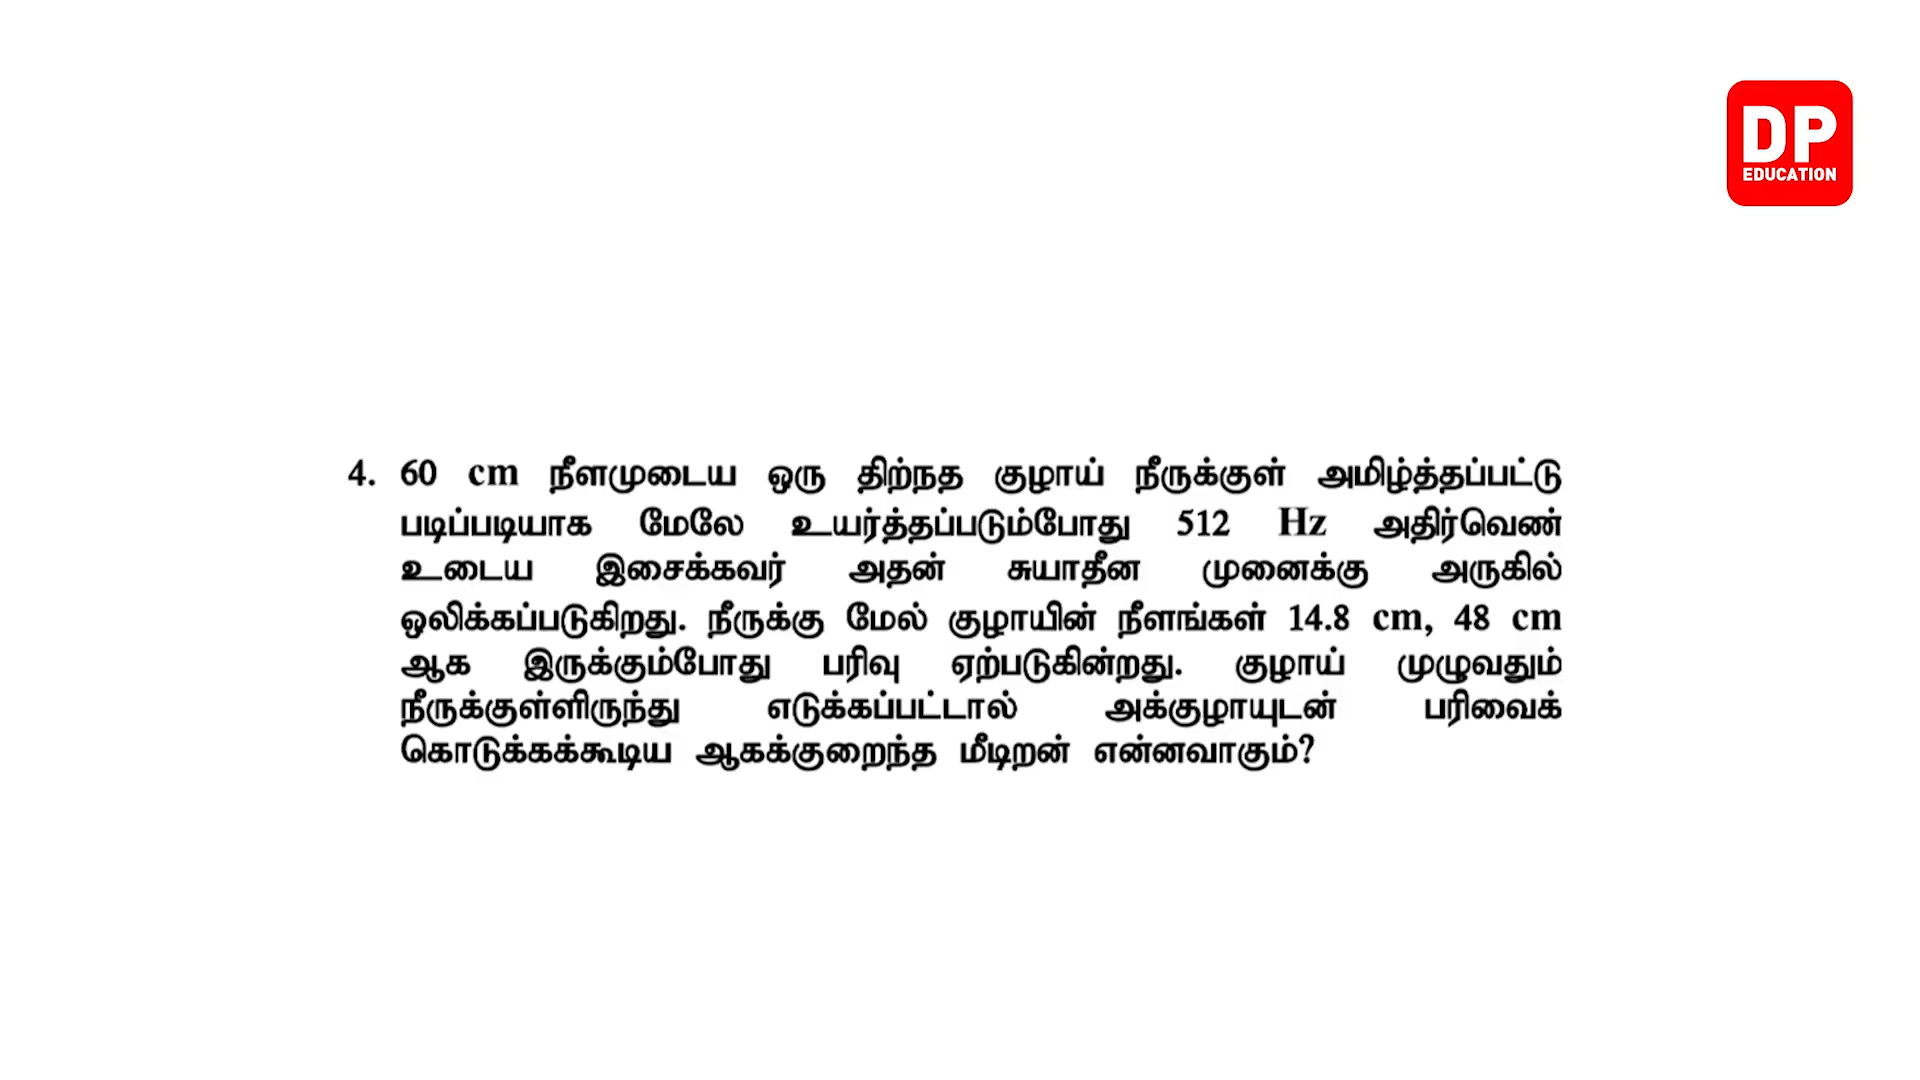 DP
EDUCATION
4. 60 cm நீளமுடைய ஒரு திற்நத குழாய் நீருக்குள் அமிழ்த்தப்பட்டு
படிப்படியாக மேலே உயர்த்தப்படும்போது 512 Hz அதிர்வெண்
உடைய இசைக்கவர் அதன் சுயாதீன முனைக்கு அருகில்
ஒலிக்கப்படுகிறது. நீருக்கு மேல் குழாயின் நீளங்கள் 14.8 cm, 48 cm
ஆக இருக்கும்போது பரிவு ஏற்படுகின்றது. குழாய் முழுவதும்
நீருக்குள்ளிருந்து எடுக்கப்பட்டால் அக்குழாயுடன் பரிவைக்
கொடுக்கக்கூடிய ஆகக்குறைந்த மீடிறன் என்னவாகும்?